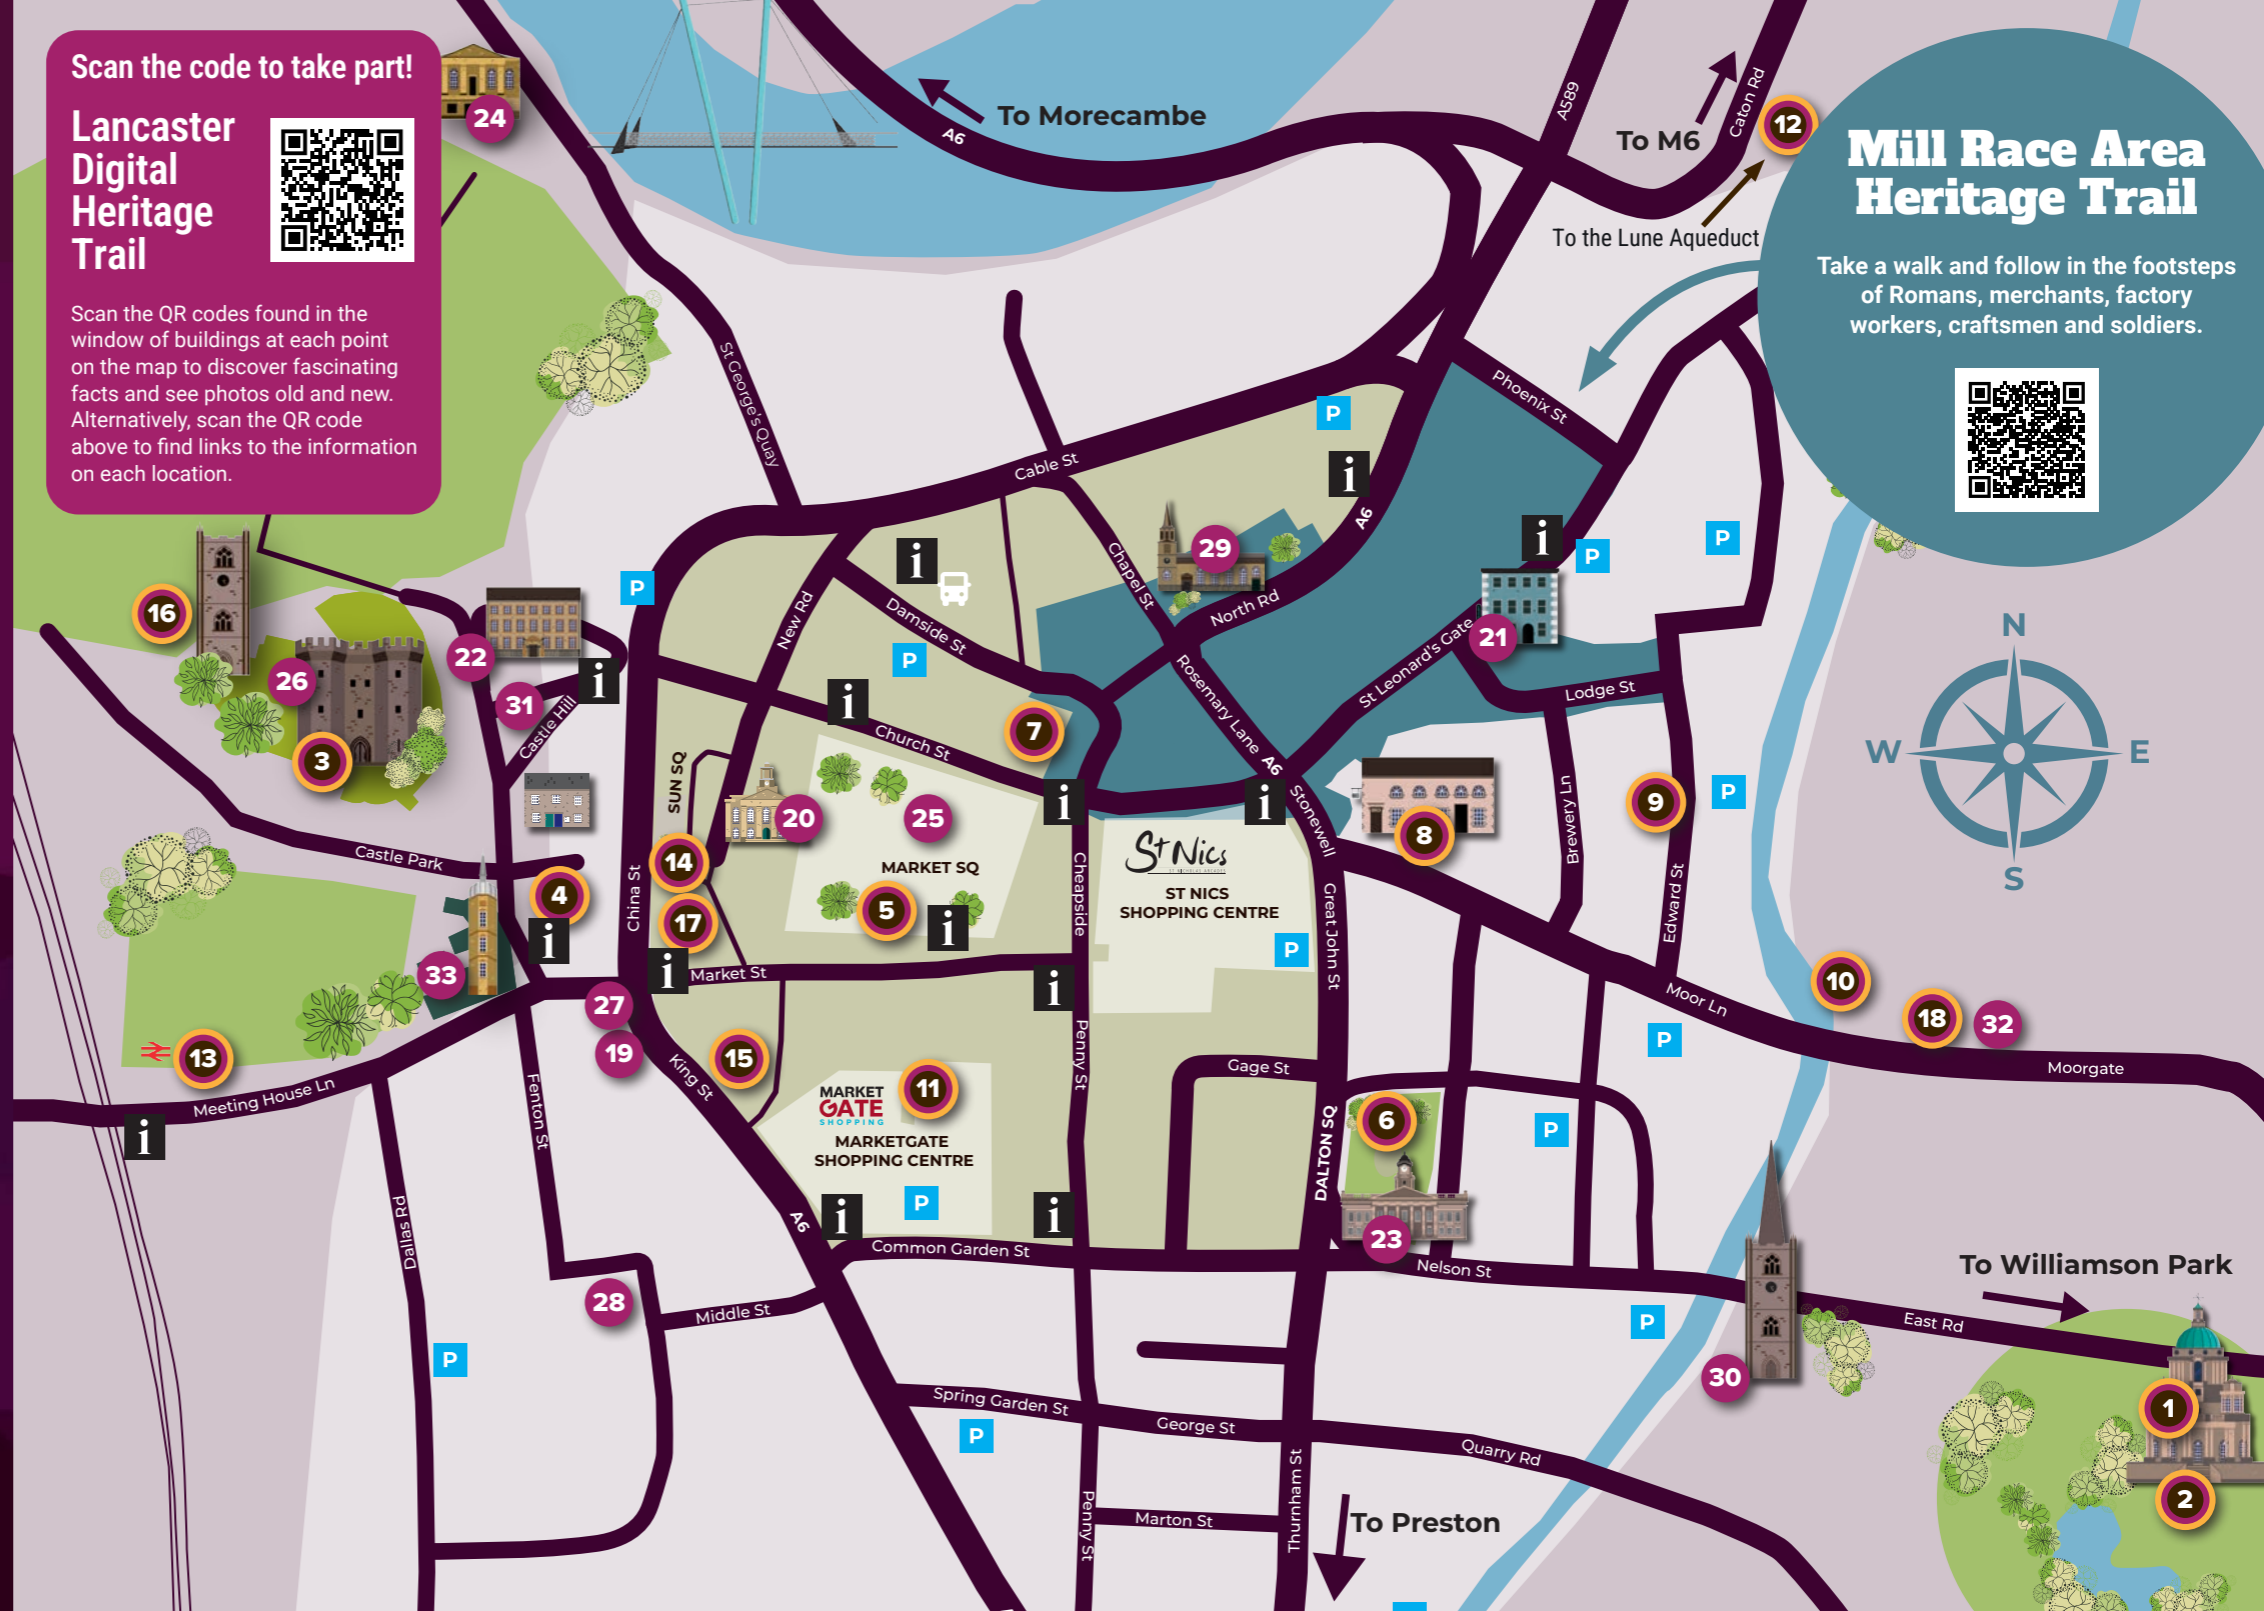 Scan the code to take part!
Lancaster
Digital
Heritage
Trail
Scan the QR codes found in the
window of buildings at each point
on the map to discover fascinating
facts and see photos old and new.
Alternatively, scan the QR code
above to find links to the information
on each location.
24
To Morecambe
A6
A589
To M6
Caton Rd
12
To the Lune Aqueduct
Mill Race Area
Heritage Trail
Take a walk and follow in the footsteps
of Romans, merchants, factory
workers, craftsmen and soldiers.
St George's Quay
Cable St
P
i
A6
Phoenix St
i
P
P
16
26
3
22
31
Castle Hill
i
P
New Rd
Damside St
i
P
Chapel St
29
North Rd
Rosemary Lane
A6
St Leonard's Gate
21
Lodge St
N
W
E
S
i
Church St
7
SUN SQ
20
25
MARKET SQ
5
i
14
17
i
Market St
China St
Castle Park
4
i
33
27
19
i
i
Cheapside
St Nics
ST NICHOLAS ARCADES
ST NICS
SHOPPING CENTRE
P
Stonewell
Great John St
8
Brewery Ln
9
Edward St
P
10
18
32
Moor Ln
Moorgate
P
13
Meeting House Ln
i
Fenton St
King St
15
MARKET
GATE
SHOPPING
11
MARKETGATE
SHOPPING CENTRE
P
i
i
i
Penny St
Gage St
DALTON SQ
6
23
P
Dallas Rd
A6
Common Garden St
Nelson St
28
Middle St
P
P
30
To Williamson Park
East Rd
1
2
Spring Garden St
P
George St
Quarry Rd
Penny St
Marton St
Thurnham St
To Preston